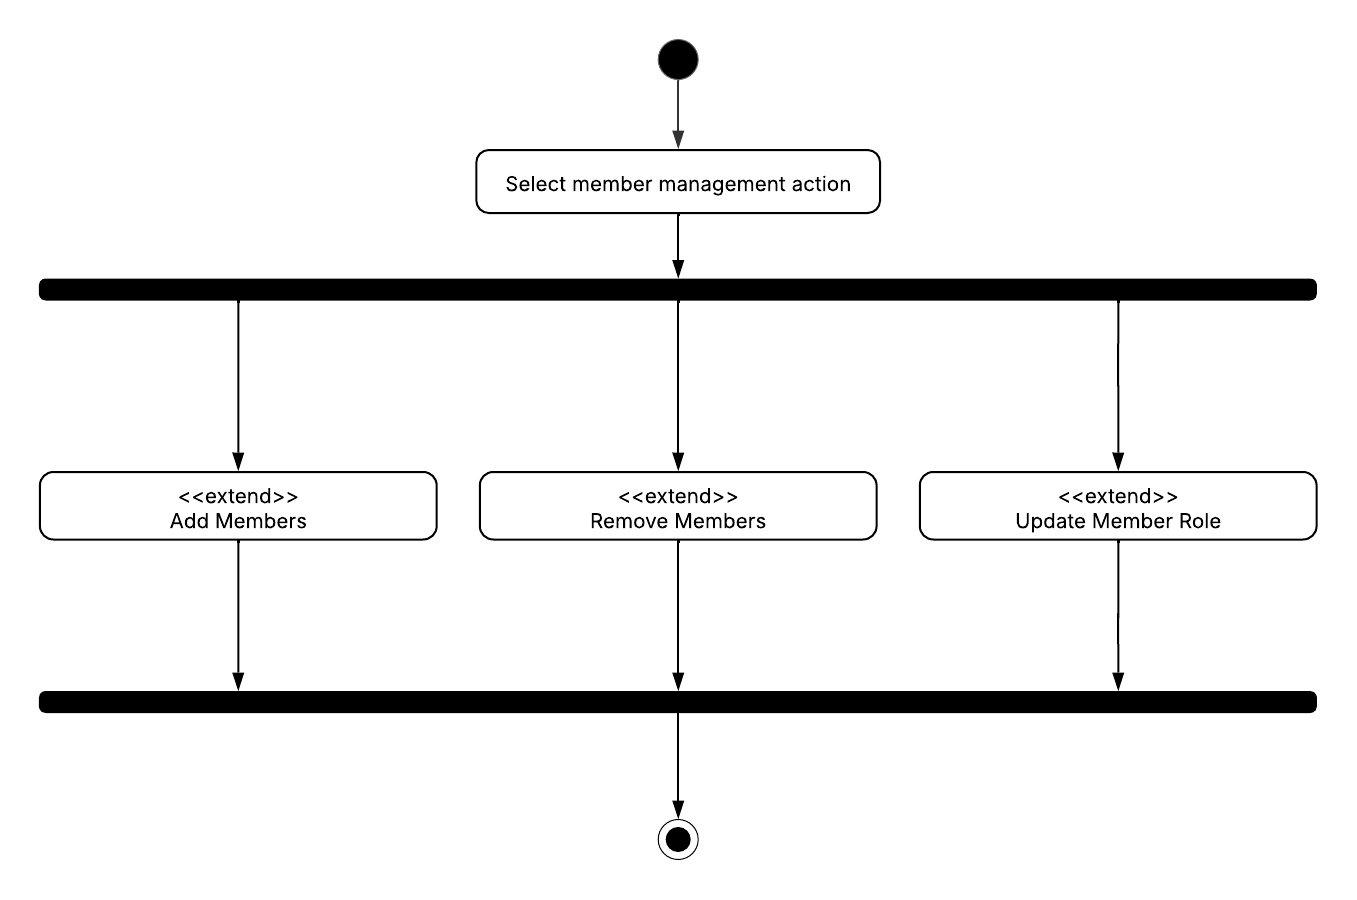 Select member management action
<<extend>>
Add Members
<<extend>>
Remove Members
<<extend>>
Update Member Role